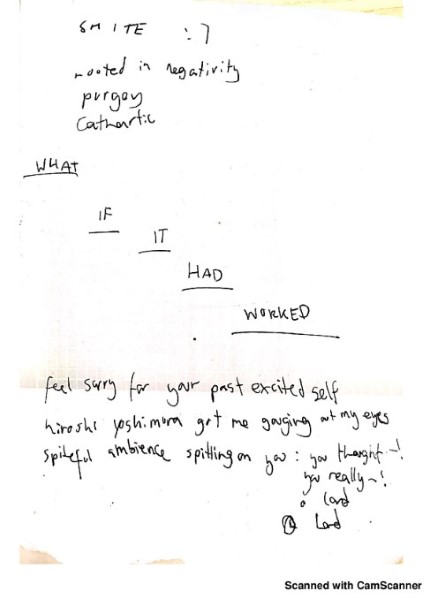 SMITE :7
rooted in negativity
purgey
Cathartic
WHAT
IF
IT
HAD
WORKED
feel sorry for your past excited self
hiroshi yoshimura got me gouging out my eyes
spiteful ambience spitting on you : you thought ~!
you really ~!
o Lord
O Lord
Scanned with CamScanner